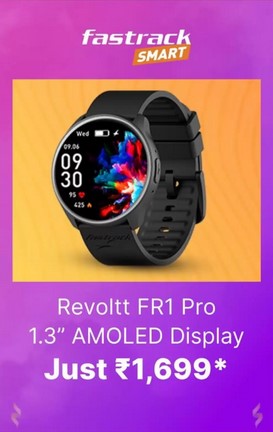 fastrack
SMART
Wed
09.06
09
30
95
425
fastrack
Revoltt FR1 Pro
1.3” AMOLED Display
Just ₹1,699*